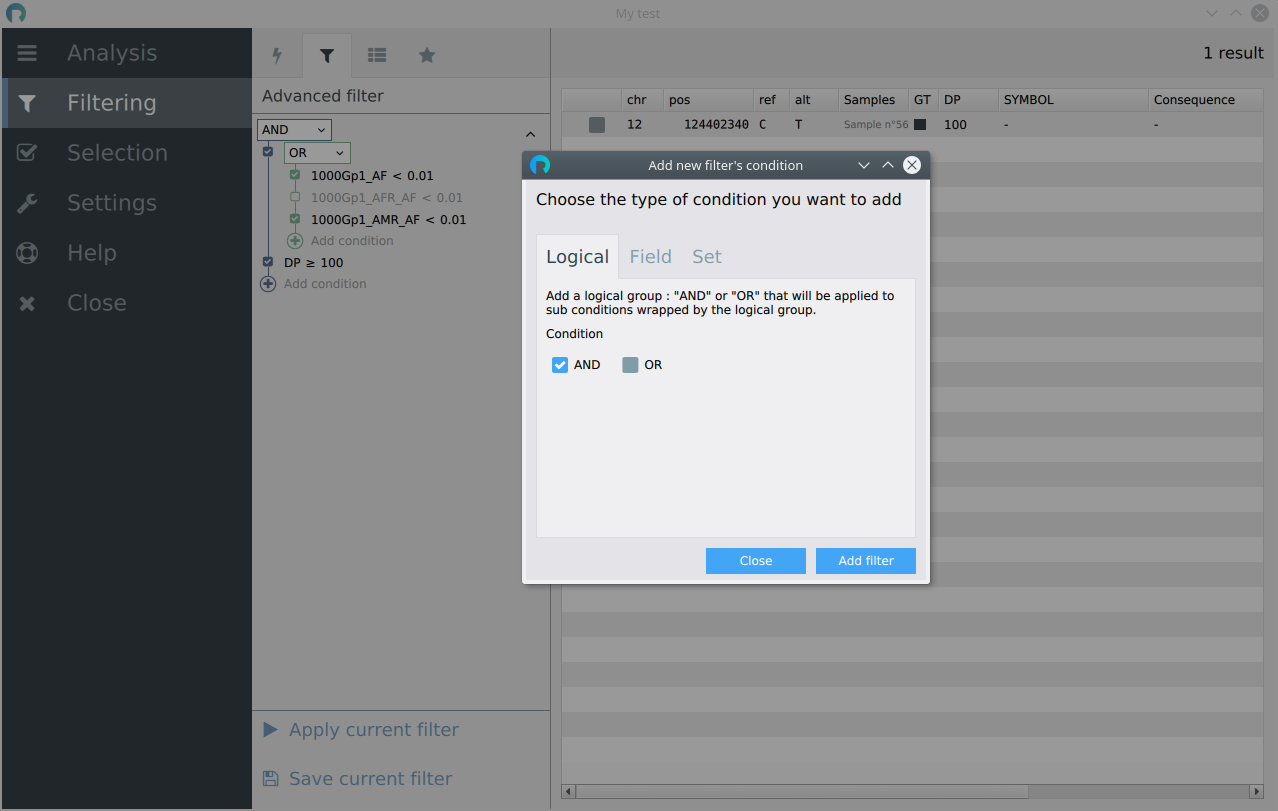 My test
Analysis
Filtering
Selection
Settings
Help
Close
Advanced filter
AND
OR
1000Gp1_AF < 0.01
1000Gp1_AFR_AF < 0.01
1000Gp1_AMR_AF < 0.01
Add condition
DP ≥ 100
Add condition
Apply current filter
Save current filter
1 result
chr pos ref alt Samples GT DP SYMBOL Consequence
12 124402340 C T Sample n°56 100 - -
Add new filter's condition
Choose the type of condition you want to add
Logical Field Set
Add a logical group : "AND" or "OR" that will be applied to
sub conditions wrapped by the logical group.
Condition
AND OR
Close Add filter